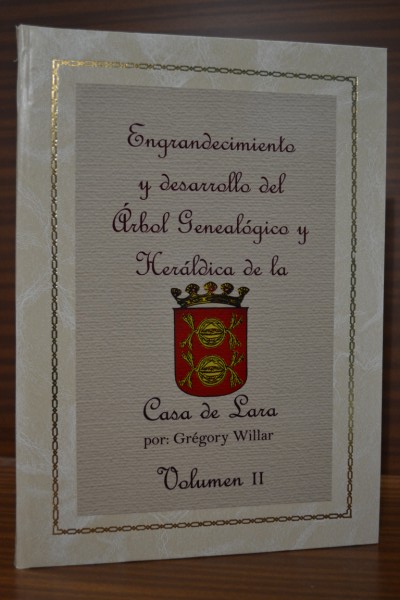 Engrandecimiento
y desarrollo del
Árbol Genealógico y
Heráldica de la
Casa de Lara
por: Grégory Willar
Volumen II